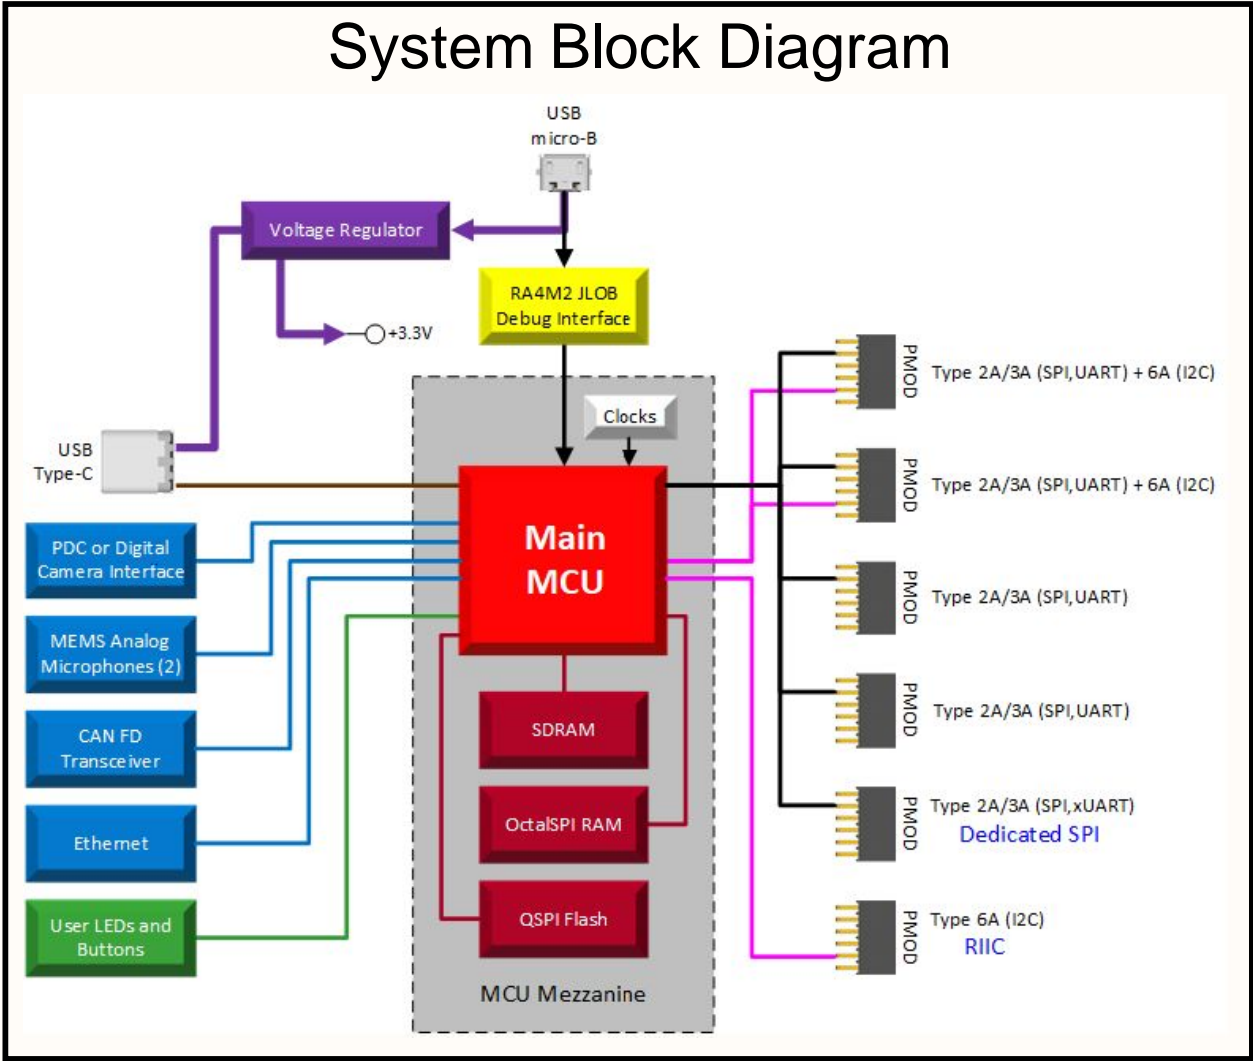 System Block Diagram
USB
micro-B
Voltage Regulator
RA4M2 JLOB
Debug Interface
+3.3V
Clocks
USB
Type-C
Main
MCU
PDC or Digital
Camera Interface
MEMS Analog
Microphones (2)
CAN FD
Transceiver
Ethernet
User LEDs and
Buttons
SDRAM
OctalSPI RAM
QSPI Flash
MCU Mezzanine
PMOD
Type 2A/3A (SPI,UART) + 6A (I2C)
PMOD
Type 2A/3A (SPI,UART) + 6A (I2C)
PMOD
Type 2A/3A (SPI,UART)
PMOD
Type 2A/3A (SPI,UART)
PMOD
Type 2A/3A (SPI,xUART)
Dedicated SPI
PMOD
Type 6A (I2C)
RIIC